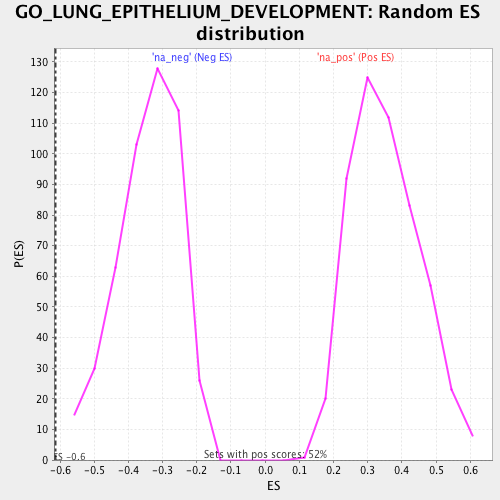 GO_LUNG_EPITHELIUM_DEVELOPMENT: Random ES
distribution
'na_neg' (Neg ES) 'na_pos' (Pos ES)
130
120
110
100
90
80
70
60
50
40
30
20
10
0
P(ES)
ES -0.6
Sets with pos scores: 52%
-0.6 -0.5 -0.4 -0.3 -0.2 -0.1 0.0 0.1 0.2 0.3 0.4 0.5 0.6
ES